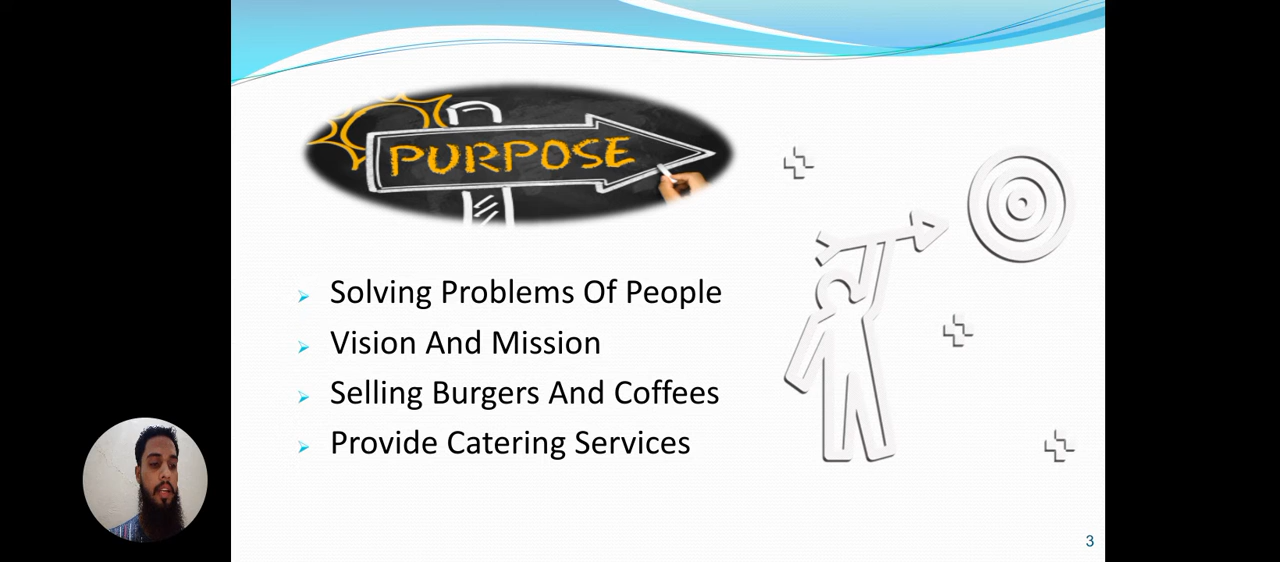 PURPOSE
Solving Problems Of People
Vision And Mission
Selling Burgers And Coffees
Provide Catering Services
3